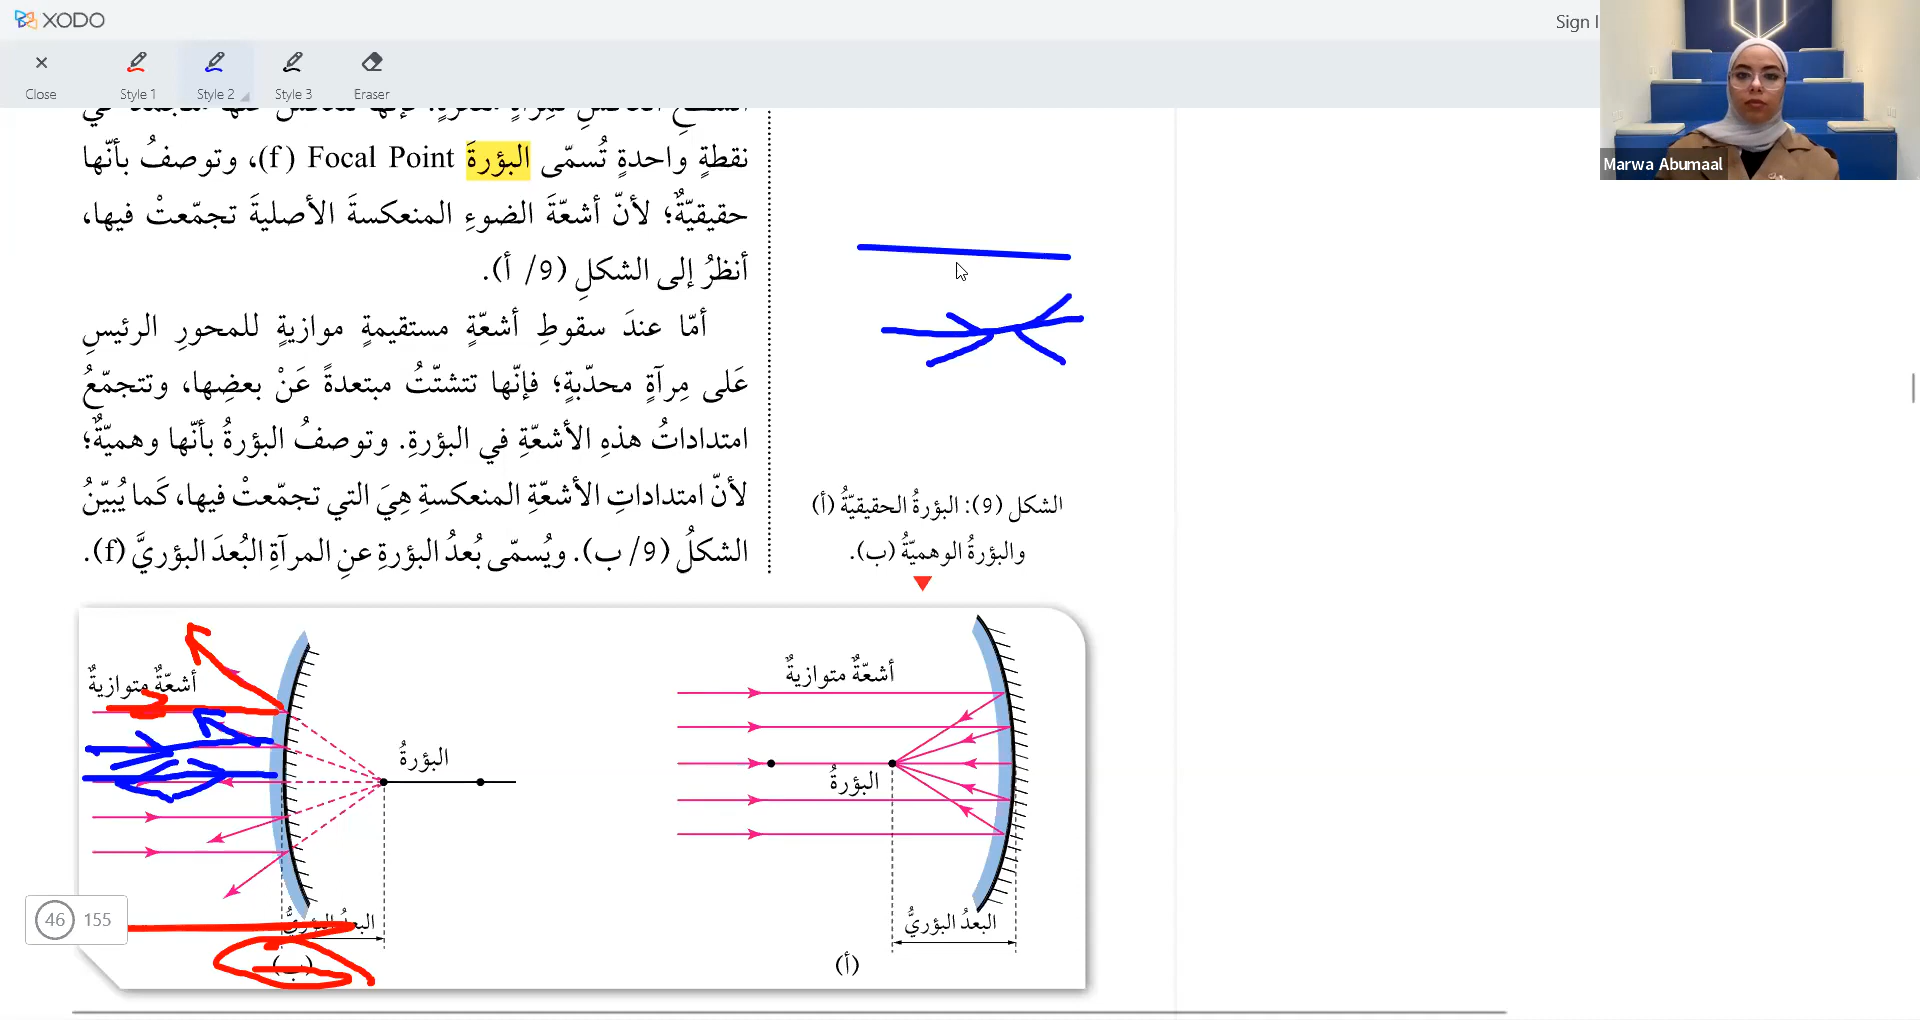 XODO
Sign I
Close
Style 1
Style 2
Style 3
Eraser
Marwa Abumaal
نقطةٍ واحدةٍ تُسمّى البؤرةَ Focal Point (f)، وتوصفُ بأنّها
حقيقيّةٌ؛ لأنّ أشعّةَ الضوءِ المنعكسةَ الأصليةَ تجمّعتْ فيها،
أنظرُ إلى الشكلِ (9/ أ).
أمّا عندَ سقوطِ أشعّةٍ مستقيمةٍ موازيةٍ للمحورِ الرئيسِ
عَلى مِرآةٍ محدّبةٍ؛ فإنّها تتشتّتُ مبتعدةً عَنْ بعضِها، وتتجمّعُ
امتداداتُ هذهِ الأشعّةِ في البؤرةِ. وتوصفُ البؤرةُ بأنّها وهميّةٌ؛
لأنّ امتداداتِ الأشعّةِ المنعكسةِ هِيَ التي تجمّعتْ فيها، كَما يُبيّنُ
الشكلُ (9/ ب). ويُسمّى بُعدُ البؤرةِ عنِ المرآةِ البُعدَ البؤريَّ (f).
الشكل (9): البؤرةُ الحقيقيّةُ (أ)
والبؤرةُ الوهميّةُ (ب).
أشعّةٌ متوازيةٌ
البؤرةُ
البعدُ البؤريُّ
(أ)
أشعّةٌ متوازيةٌ
البؤرةُ
البعدُ البؤريُّ
(ب)
46 155